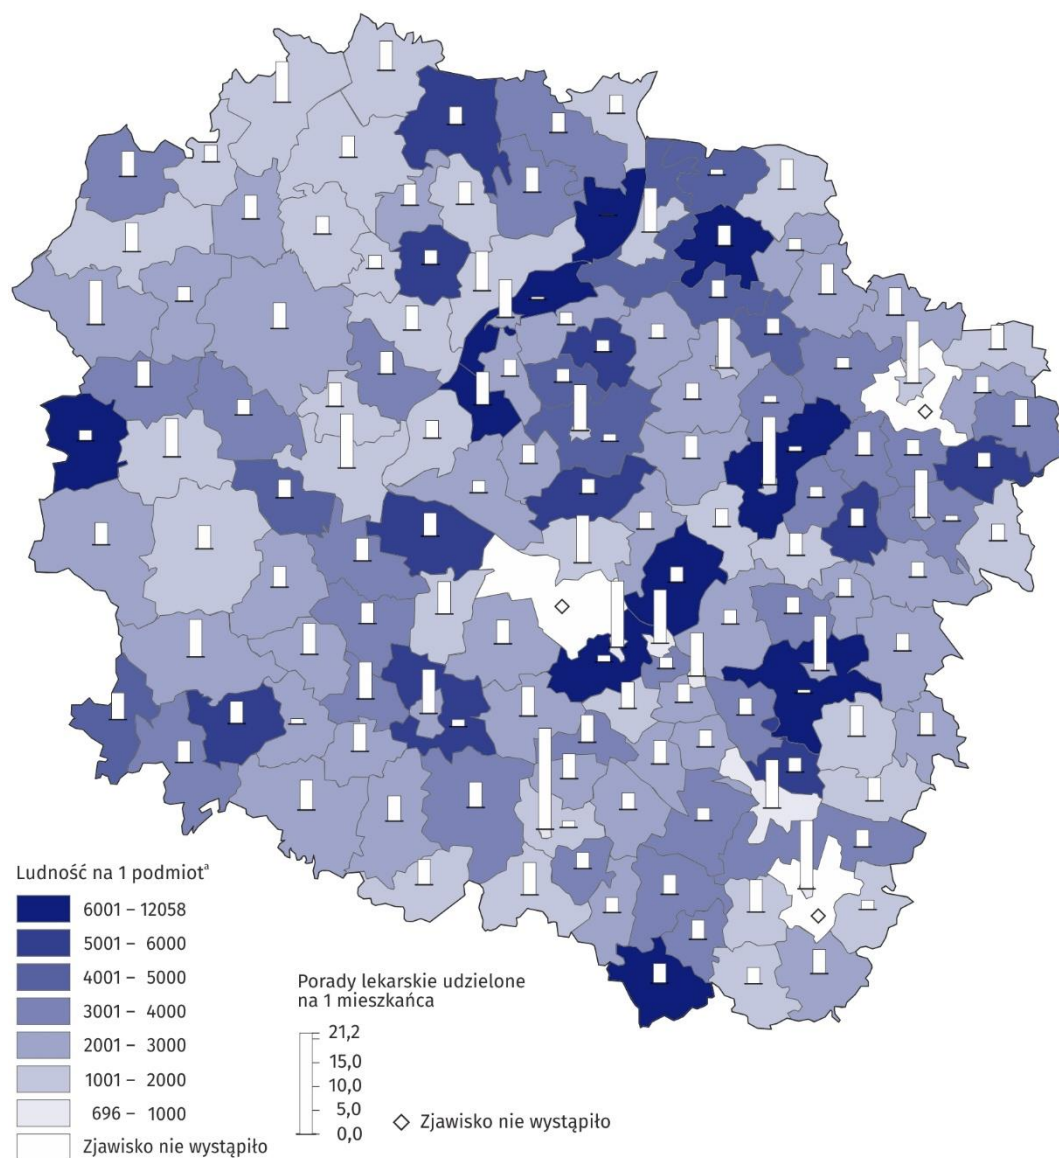 Ludność na 1 podmiotᵃ
6001 – 12058
5001 – 6000
4001 – 5000
3001 – 4000
2001 – 3000
1001 – 2000
696 – 1000
Zjawisko nie wystąpiło
Porady lekarskie udzielone
na 1 mieszkańca
21,2
15,0
10,0
5,0
0,0
Zjawisko nie wystąpiło